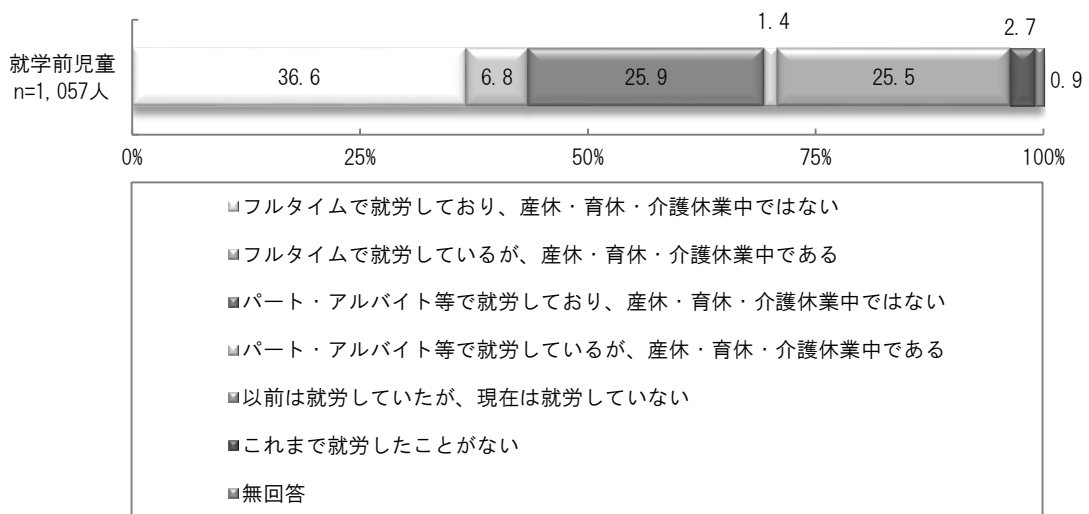 1.4
2.7
就学前児童
n=1,057人
36.6
6.8
25.9
25.5
0.9
0%
25%
50%
75%
100%
フルタイムで就労しており、産休・育休・介護休業中ではない
フルタイムで就労しているが、産休・育休・介護休業中である
パート・アルバイト等で就労しており、産休・育休・介護休業中ではない
パート・アルバイト等で就労しているが、産休・育休・介護休業中である
以前は就労していたが、現在は就労していない
これまで就労したことがない
無回答